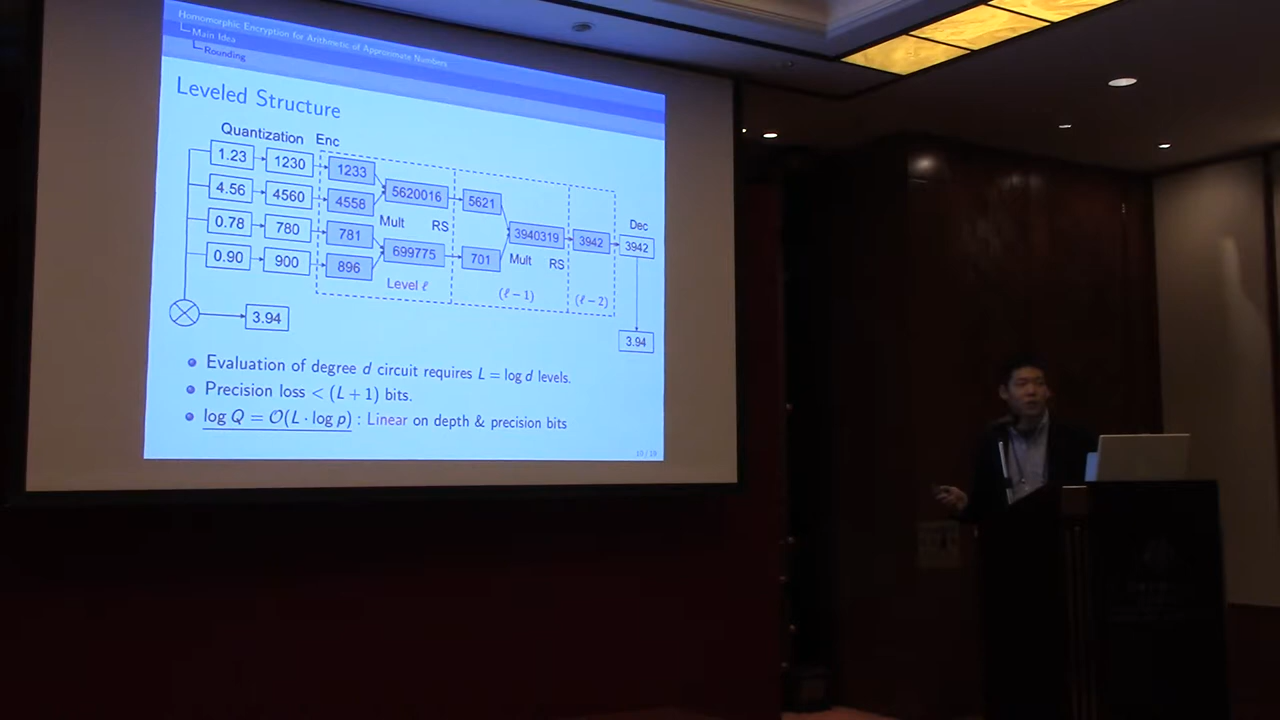 Homomorphic Encryption for Arithmetic of Approximate Numbers
Main Idea
Rounding
Leveled Structure
Quantization Enc
1.23 1230 1233
4.56 4560 4558
0.78 780 781
0.90 900 896
5620016 5621
699775 701
Mult RS
3940319 3942
Mult RS
Dec
3942
Level ℓ
(ℓ − 1)
(ℓ − 2)
3.94
3.94
Evaluation of degree d circuit requires L = log d levels.
Precision loss < (L + 1) bits.
log Q = O(L · log p) : Linear on depth & precision bits